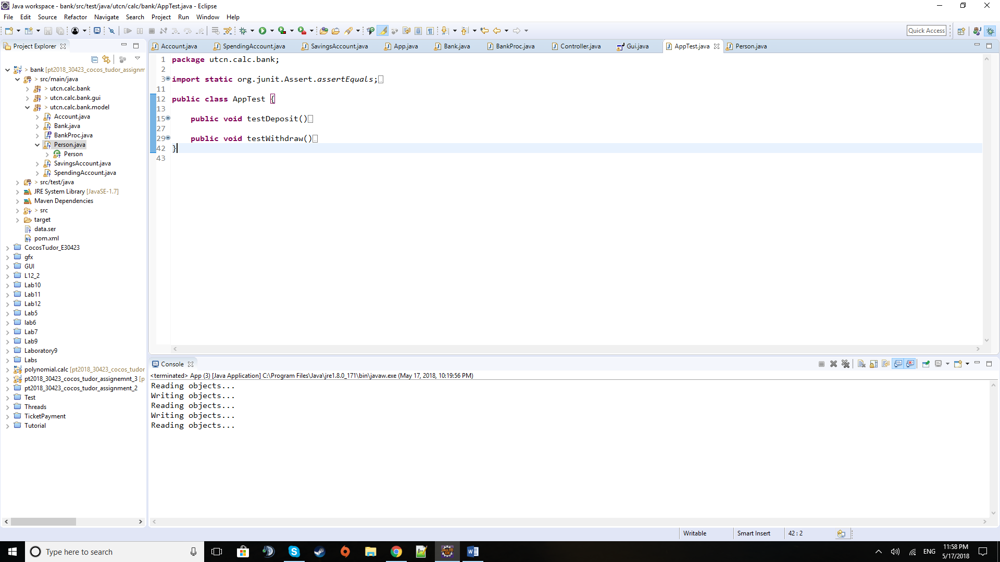 Java workspace - bank/src/test/java/utcn/calc/bank/AppTest.java - Eclipse
File Edit Source Refactor Navigate Search Project Run Window Help
Quick Access
Project Explorer
Account.java SpendingAccount.java SavingsAccount.java App.java Bank.java BankProc.java Controller.java Gui.java AppTest.java Person.java
> bank [pt2018_30423_cocos_tudor_assignm
> src/main/java
> utcn.calc.bank
> utcn.calc.bank.gui
> utcn.calc.bank.model
Account.java
Bank.java
BankProc.java
Person.java
Person
SavingsAccount.java
SpendingAccount.java
> src/test/java
JRE System Library [JavaSE-1.7]
Maven Dependencies
> src
target
data.ser
pom.xml
CocosTudor_E30423
gfx
GUI
L12_2
Lab10
Lab11
Lab12
Lab5
lab6
Lab7
Lab9
Laboratory9
Labs
polynomial.calc [pt2018_30423_cocos_tudor
pt2018_30423_cocos_tudor_assignemnt_3 [p
pt2018_30423_cocos_tudor_assignment_2
Test
Threads
TicketPayment
Tutorial
1 package utcn.calc.bank;
2
3 import static org.junit.Assert.assertEquals;
11
12 public class AppTest {
13
15 public void testDeposit()
27
29 public void testWithdraw()
42 }
43
Console
<terminated> App (3) [Java Application] C:\Program Files\Java\jre1.8.0_171\bin\javaw.exe (May 17, 2018, 10:19:56 PM)
Reading objects...
Writing objects...
Reading objects...
Writing objects...
Reading objects...
Writable Smart Insert 42 : 2
Type here to search
ENG
11:58 PM
5/17/2018